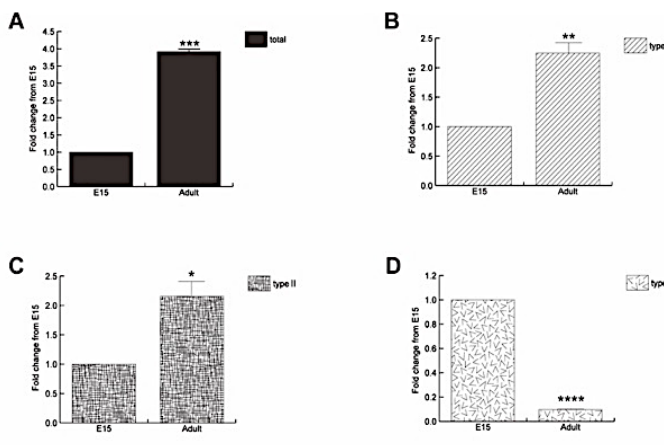 A
4.5
4.0
3.5
3.0
2.5
2.0
1.5
1.0
0.5
0.0
Fold change from E15
***
E15
Adult
total
B
2.5
2.0
1.5
1.0
0.5
0.0
Fold change from E15
**
E15
Adult
type
C
2.5
2.0
1.5
1.0
0.5
0.0
Fold change from E15
*
E15
Adult
type II
D
1.2
1.0
0.8
0.6
0.4
0.2
0.0
Fold change from E15
****
E15
Adult
type